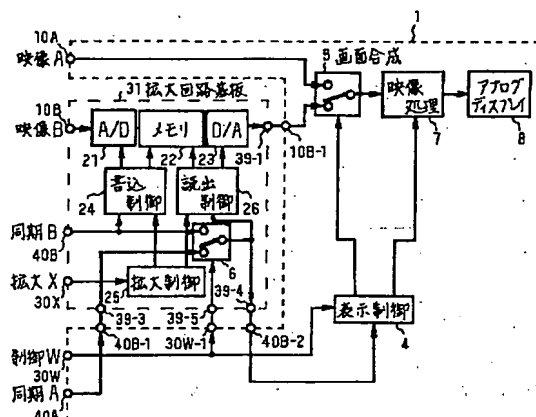 1
10A
映像A
5 画面合成
31 拡大回路基板
10B
映像B
A/D
メモリ
D/A
21
22
23
39-1
10B-1
映像
処理
7
アナログ
ディスプレイ
8
24
書込
制御
読出
制御
26
同期B
40B
6
拡大X
30X
25
拡大制御
39-3
39-5
39-4
40B-1
30W-1
40B-2
表示制御
4
制御W
30W
同期A
40A